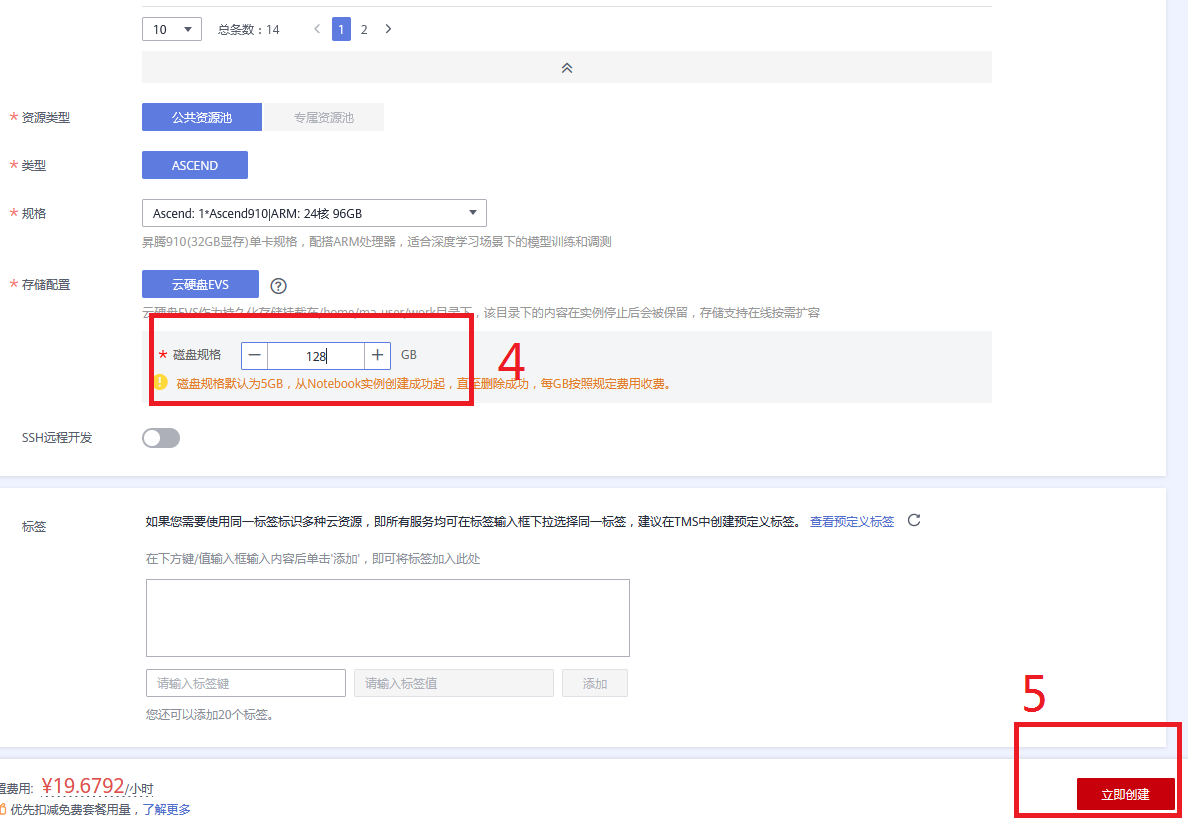 10 总条数：14 1 2
* 资源类型 公共资源池 专属资源池
* 类型 ASCEND
* 规格 Ascend: 1*Ascend910|ARM: 24核 96GB
昇腾910(32GB显存)单卡规格，配搭ARM处理器，适合深度学习场景下的模型训练和调测
* 存储配置 云硬盘EVS ?
云硬盘EVS作为持久化存储挂载在/home/ma-user/work目录下，该目录下的内容在实例停止后会被保留，存储支持在线按需扩容
* 磁盘规格 — 128 + GB
4
! 磁盘规格默认为5GB，从Notebook实例创建成功起，直至删除成功，每GB按照规定费用收费。
SSH远程开发
标签 如果您需要使用同一标签标识多种云资源，即所有服务均可在标签输入框下拉选择同一标签，建议在TMS中创建预定义标签。 查看预定义标签
在下方键/值输入框输入内容后单击'添加'，即可将标签加入此处
请输入标签键 请输入标签值 添加
您还可以添加20个标签。
5
置费用: ¥19.6792/小时
优先扣减免费套餐用量，了解更多
立即创建